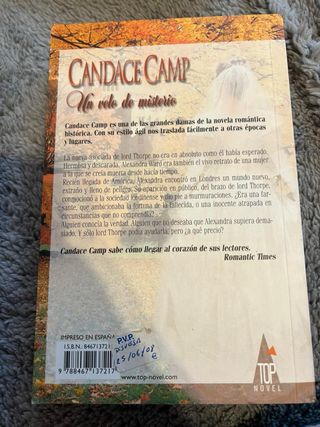 CANDACE CAMP
Un velo de misterio
Candace Camp es una de las grandes damas de la novela romántica
histórica. Con su estilo ágil nos traslada fácilmente a otras épocas
y lugares.
La nueva asociada de lord Thorpe no era en absoluto como él había esperado.
Hermosa y descarada, Alexandra Ward era también el vivo retrato de una mujer
a la que se creía muerta desde hacía tiempo.
Recién llegada de América, Alexandra encontró en Londres un mundo nuevo,
extraño y lleno de peligro. Su aparición en público, del brazo de lord Thorpe,
conmocionó a la sociedad londinense y dio pie a murmuraciones. ¿Era una far-
sante, que ambicionaba la fortuna de la fallecida, o una inocente atrapada en
circunstancias que no comprendía?
Alguien conocía la verdad. Alguien que no deseaba que Alexandra supiera dema-
siado. Y sólo lord Thorpe podía ayudarla, pero ¿a qué precio?
Candace Camp sabe cómo llegar al corazón de sus lectores.
Romantic Times
IMPRESO EN ESPAÑA
I.S.B.N.: 846713721
P.V.P.
25/06/08
€
9 788467 137217
www.top-novel.com
TOP
NOVEL